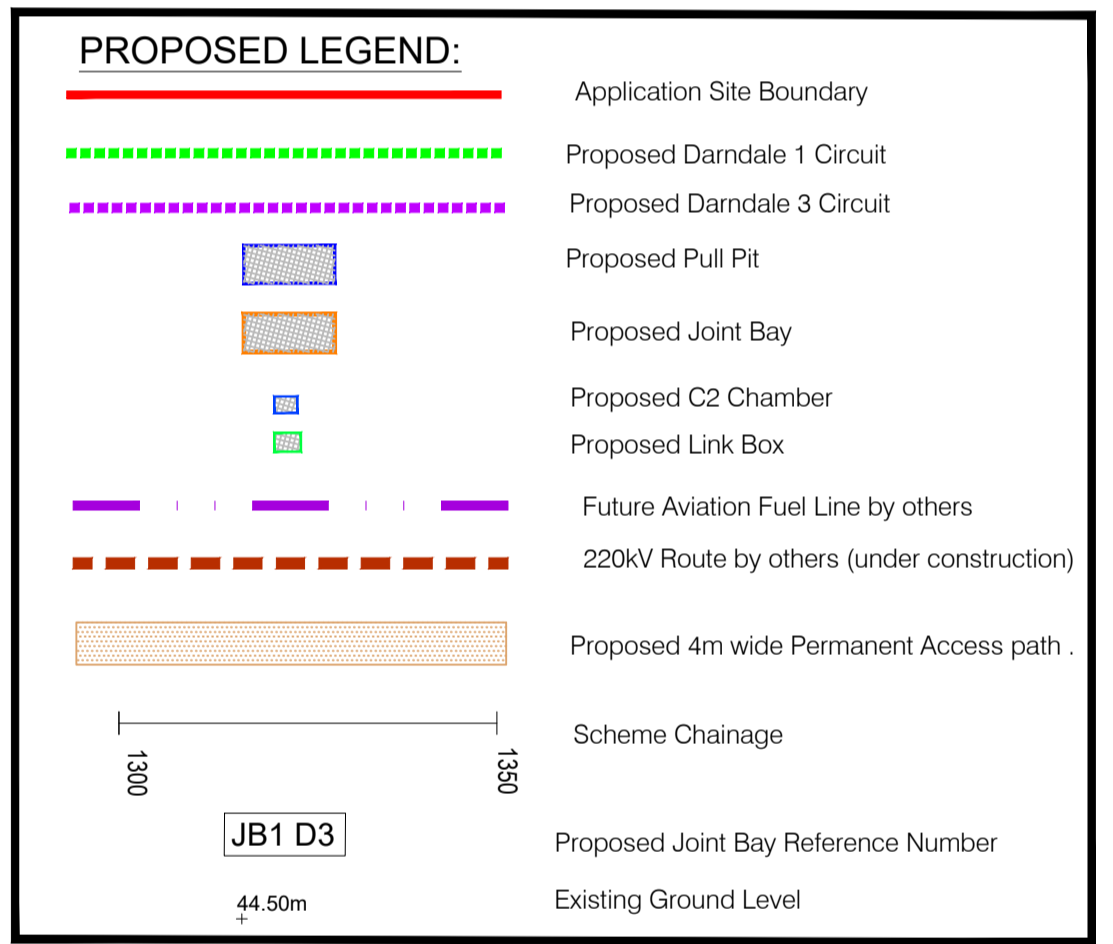 PROPOSED LEGEND:
Application Site Boundary
Proposed Darndale 1 Circuit
Proposed Darndale 3 Circuit
Proposed Pull Pit
Proposed Joint Bay
Proposed C2 Chamber
Proposed Link Box
Future Aviation Fuel Line by others
220kV Route by others (under construction)
Proposed 4m wide Permanent Access path .
Scheme Chainage
1300
1350
JB1 D3
Proposed Joint Bay Reference Number
44.50m
Existing Ground Level